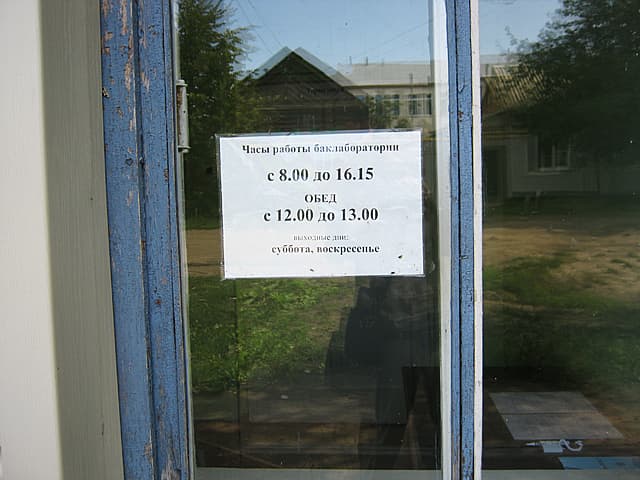 Часы работы баклаборатории
с 8.00 до 16.15
ОБЕД
с 12.00 до 13.00
выходные дни:
суббота, воскресенье